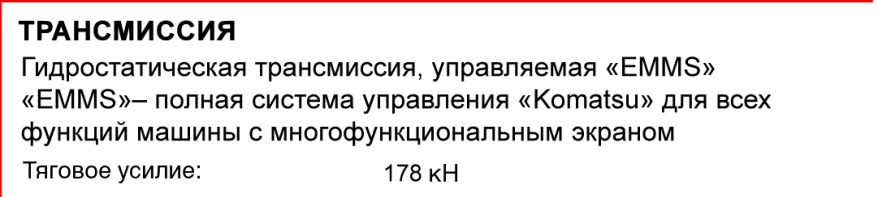 ТРАНСМИССИЯ
Гидростатическая трансмиссия, управляемая «EMMS»
«EMMS»– полная система управления «Komatsu» для всех
функций машины с многофункциональным экраном
Тяговое усилие: 178 кН